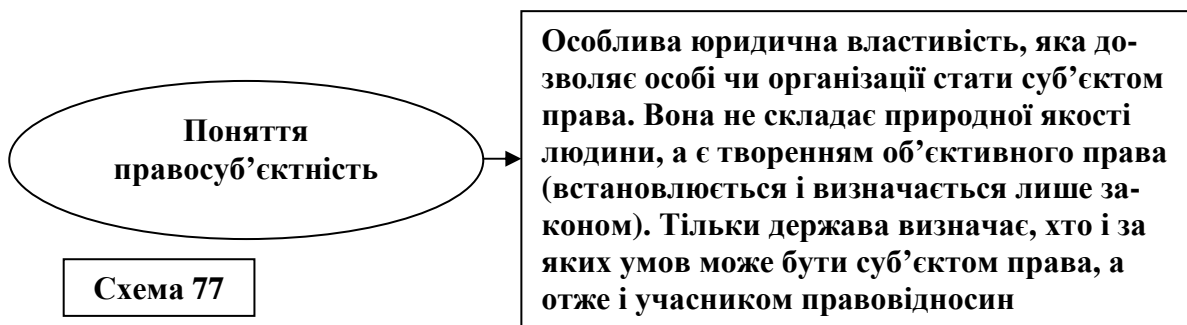 Поняття
правосуб’єктність
Схема 77
Особлива юридична властивість, яка до-
зволяє особі чи організації стати суб’єктом
права. Вона не складає природної якості
людини, а є творенням об’єктивного права
(встановлюється і визначається лише за-
коном). Тільки держава визначає, хто і за
яких умов може бути суб’єктом права, а
отже і учасником правовідносин